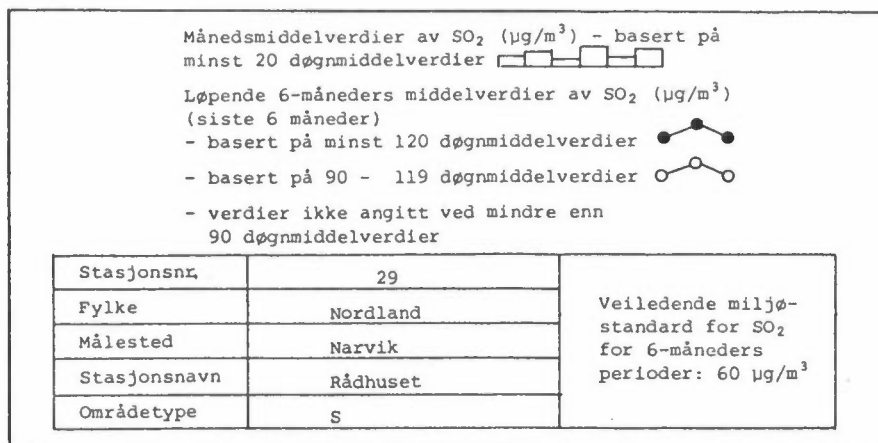 Månedsmiddelverdier av SO₂ (µg/m³) - basert på
minst 20 døgnmiddelverdier
Løpende 6-måneders middelverdier av SO₂ (µg/m³)
(siste 6 måneder)
- basert på minst 120 døgnmiddelverdier
- basert på 90 - 119 døgnmiddelverdier
- verdier ikke angitt ved mindre enn
90 døgnmiddelverdier
Stasjonsnr. 29
Fylke Nordland
Målested Narvik
Stasjonsnavn Rådhuset
Områdetype S
Veiledende miljø-
standard for SO₂
for 6-måneders
perioder: 60 µg/m³